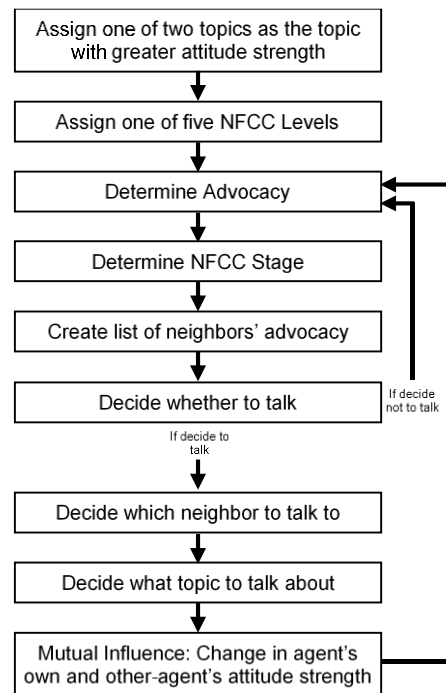 Assign one of two topics as the topic
with greater attitude strength
Assign one of five NFCC Levels
Determine Advocacy
Determine NFCC Stage
Create list of neighbors' advocacy
Decide whether to talk
If decide
not to talk
If decide to
talk
Decide which neighbor to talk to
Decide what topic to talk about
Mutual Influence: Change in agent's
own and other-agent's attitude strength